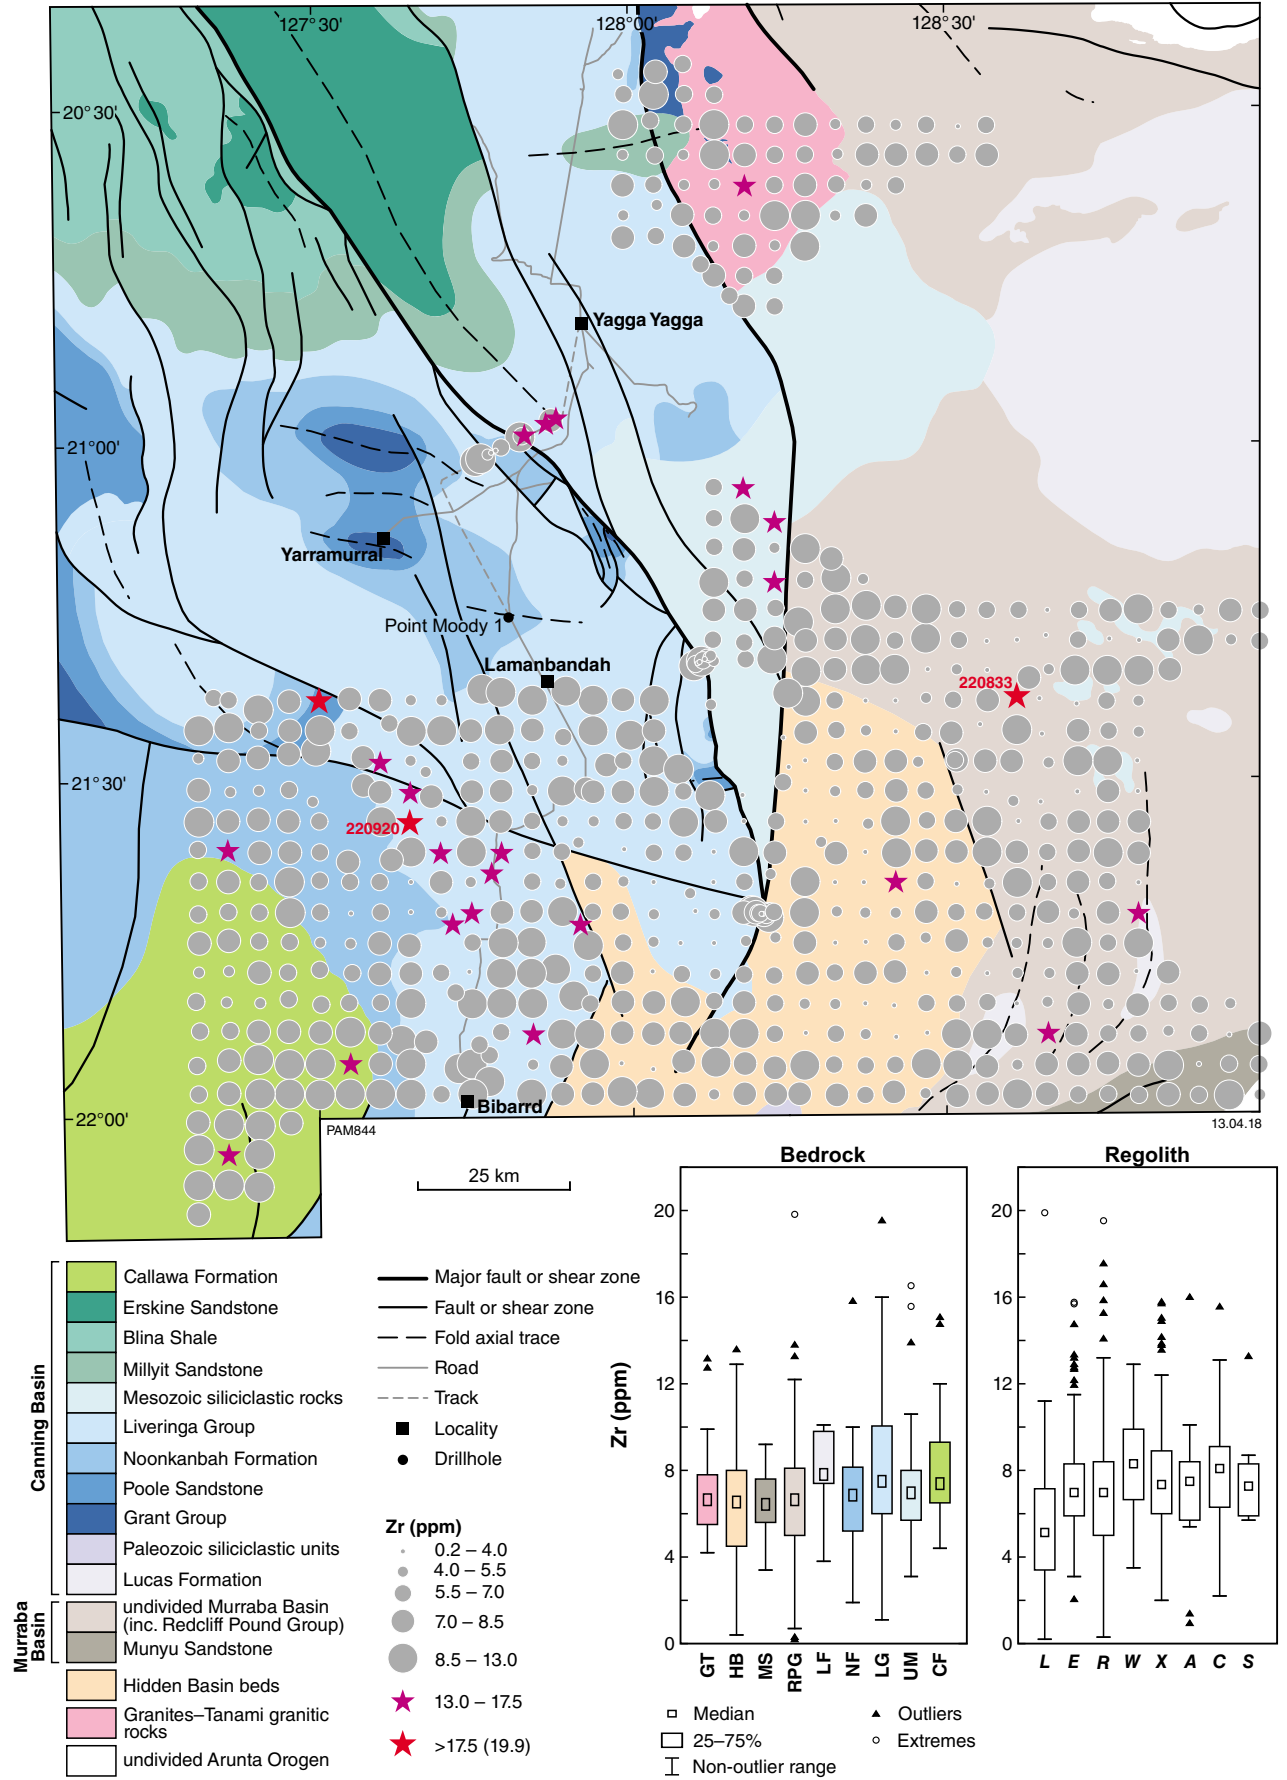 127°30'
128°00'
128°30'
20°30'
Yagga Yagga
21°00'
Yarramurral
Point Moody 1
Lamanbandah
220833
21°30'
220920
Bibarrd
22°00'
PAM844
13.04.18
25 km
Canning Basin
Callawa Formation
Erskine Sandstone
Blina Shale
Millyit Sandstone
Mesozoic siliciclastic rocks
Liveringa Group
Noonkanbah Formation
Poole Sandstone
Grant Group
Paleozoic siliciclastic units
Lucas Formation
Murraba
Basin
undivided Murraba Basin
(inc. Redcliff Pound Group)
Munyu Sandstone
Hidden Basin beds
Granites–Tanami granitic
rocks
undivided Arunta Orogen
Major fault or shear zone
Fault or shear zone
Fold axial trace
Road
Track
Locality
Drillhole
Zr (ppm)
0.2 – 4.0
4.0 – 5.5
5.5 – 7.0
7.0 – 8.5
8.5 – 13.0
13.0 – 17.5
>17.5 (19.9)
Bedrock
Zr (ppm)
20
16
12
8
4
0
GT HB MS RPG LF NF LG UM CF
Regolith
20
16
12
8
4
0
L E R W X A C S
Median
25–75%
Non-outlier range
Outliers
Extremes